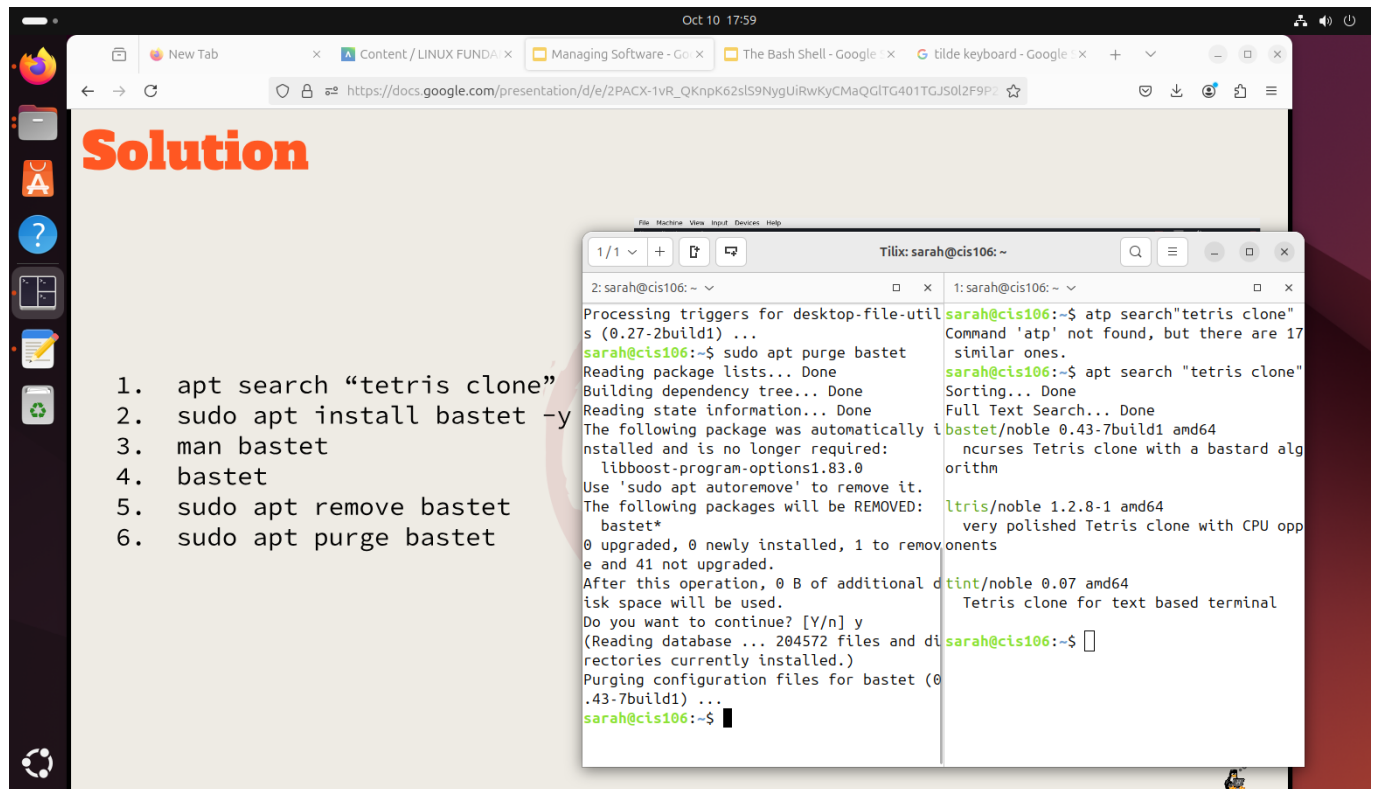 Oct 10 17:59
New Tab
Content / LINUX FUNDA
Managing Software - Go
The Bash Shell - Google S
tilde keyboard - Google S
https://docs.google.com/presentation/d/e/2PACX-1vR_QKnpK62slS9NygUiRwKyCMaQGlTG401TGJS0l2F9P2
Solution
1. apt search “tetris clone”
2. sudo apt install bastet -y
3. man bastet
4. bastet
5. sudo apt remove bastet
6. sudo apt purge bastet
File Machine View Input Devices Help
1/1
Tilix: sarah@cis106: ~
2: sarah@cis106: ~
Processing triggers for desktop-file-util
s (0.27-2build1) ...
sarah@cis106:~$ sudo apt purge bastet
Reading package lists... Done
Building dependency tree... Done
Reading state information... Done
The following package was automatically i
nstalled and is no longer required:
  libboost-program-options1.83.0
Use 'sudo apt autoremove' to remove it.
The following packages will be REMOVED:
  bastet*
0 upgraded, 0 newly installed, 1 to remov
e and 41 not upgraded.
After this operation, 0 B of additional d
isk space will be used.
Do you want to continue? [Y/n] y
(Reading database ... 204572 files and di
rectories currently installed.)
Purging configuration files for bastet (0
.43-7build1) ...
sarah@cis106:~$
1: sarah@cis106: ~
sarah@cis106:~$ atp search"tetris clone"
Command 'atp' not found, but there are 17
 similar ones.
sarah@cis106:~$ apt search "tetris clone"
Sorting... Done
Full Text Search... Done
bastet/noble 0.43-7build1 amd64
  ncurses Tetris clone with a bastard alg
orithm
ltris/noble 1.2.8-1 amd64
  very polished Tetris clone with CPU opp
onents
tint/noble 0.07 amd64
  Tetris clone for text based terminal
sarah@cis106:~$